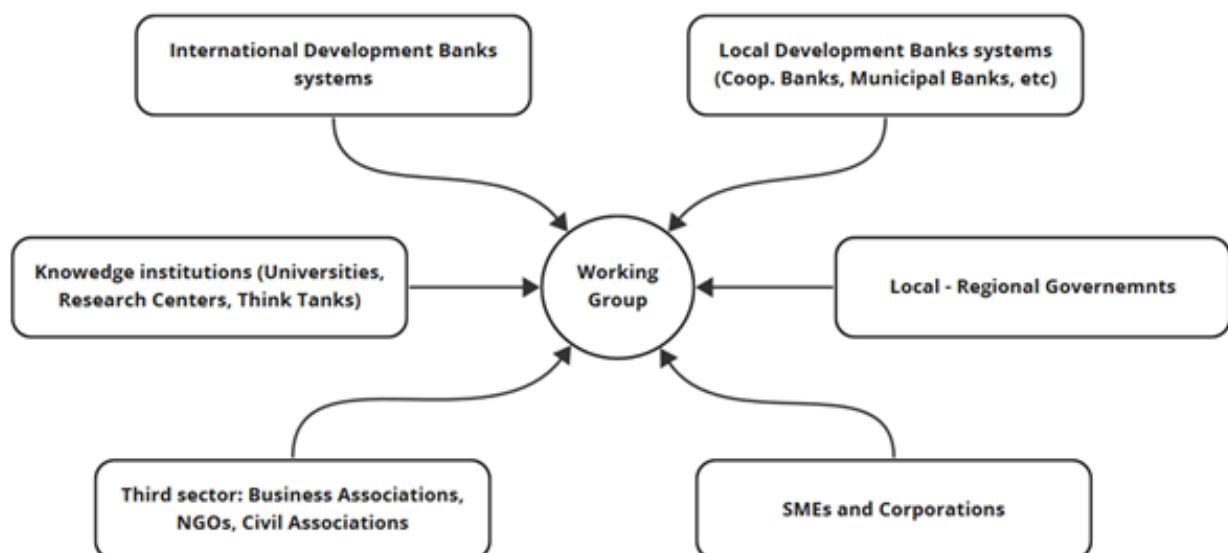 International Development Banks
systems
Local Development Banks systems
(Coop. Banks, Municipal Banks, etc)
Knowedge institutions (Universities,
Research Centers, Think Tanks)
Working
Group
Local - Regional Governemnts
Third sector: Business Associations,
NGOs, Civil Associations
SMEs and Corporations